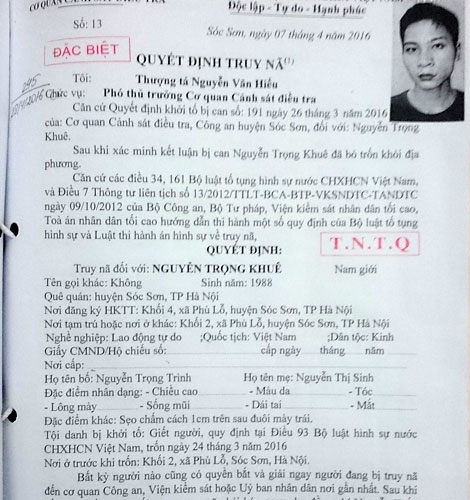 CƠ QUAN CẢNH SÁT ĐIỀU TRA
Độc lập - Tự do - Hạnh phúc
Số: 13
Sóc Sơn, ngày 07 tháng 4 năm 2016
ĐẶC BIỆT
QUYẾT ĐỊNH TRUY NÃ(1)
Tôi: Thượng tá Nguyễn Văn Hiếu
Chức vụ: Phó thủ trưởng Cơ quan Cảnh sát điều tra
Căn cứ Quyết định khởi tố bị can số: 191 ngày 26 tháng 3 năm 2016
của: Cơ quan Cảnh sát điều tra, Công an huyện Sóc Sơn, đối với: Nguyễn Trọng
Khuê.
Sau khi xác minh kết luận bị can Nguyễn Trọng Khuê đã bỏ trốn khỏi địa
phương.
Căn cứ các điều 34, 161 Bộ luật tố tụng hình sự nước CHXHCN Việt Nam,
và Điều 7 Thông tư liên tịch số 13/2012/TTLT-BCA-BTP-VKSNDTC-TANDTC
ngày 09/10/2012 của Bộ Công an, Bộ Tư pháp, Viện kiểm sát nhân dân tối cao,
Toà án nhân dân tối cao hướng dẫn thi hành một số quy định của Bộ luật tố tụng
hình sự và Luật thi hành án hình sự về truy nã,
T.N.T.Q
QUYẾT ĐỊNH:
Truy nã đối với: NGUYỄN TRỌNG KHUÊ Nam giới
Tên gọi khác: Không Sinh năm: 1988
Quê quán: huyện Sóc Sơn, TP Hà Nội
Nơi đăng ký HKTT: Khối 4, xã Phù Lỗ, huyện Sóc Sơn, TP Hà Nội
Nơi tạm trú hoặc nơi ở khác: Khối 2, xã Phù Lỗ, huyện Sóc Sơn, TP Hà Nội
Nghề nghiệp: Lao động tự do ;Quốc tịch: Việt Nam ;Dân tộc: Kinh
Giấy CMND/Hộ chiếu số: cấp ngày tháng năm
Nơi cấp:
Họ tên bố: Nguyễn Trọng Trình Họ tên mẹ: Nguyễn Thị Sinh
Đặc điểm nhân dạng: - Chiều cao - Màu da - Tóc
- Lông mày - Sống mũi - Dái tai - Mắt
Đặc điểm khác: Sẹo chấm cách 1cm trên sau đuôi mày trái.
Tội danh bị khởi tố: Giết người, quy định tại Điều 93 Bộ luật hình sự nước
CHXHCN Việt Nam, trốn ngày 24 tháng 3 năm 2016
Nơi ở trước khi trốn: Khối 2, xã Phù Lỗ, Sóc Sơn, Hà Nội.
Bất kỳ người nào cũng có quyền bắt và giải ngay người đang bị truy nã
đến cơ quan Công an, Viện kiểm sát hoặc Uỷ ban nhân dân nơi gần nhất. Sau khi